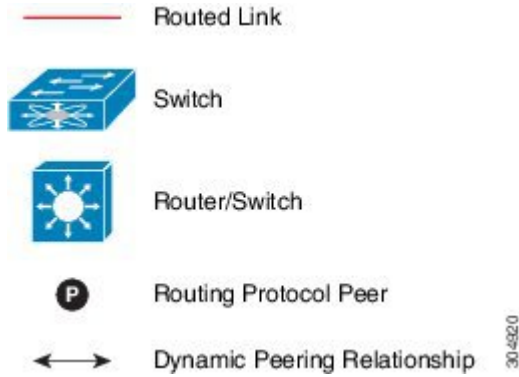 Routed Link
Switch
Router/Switch
P
Routing Protocol Peer
Dynamic Peering Relationship
304920